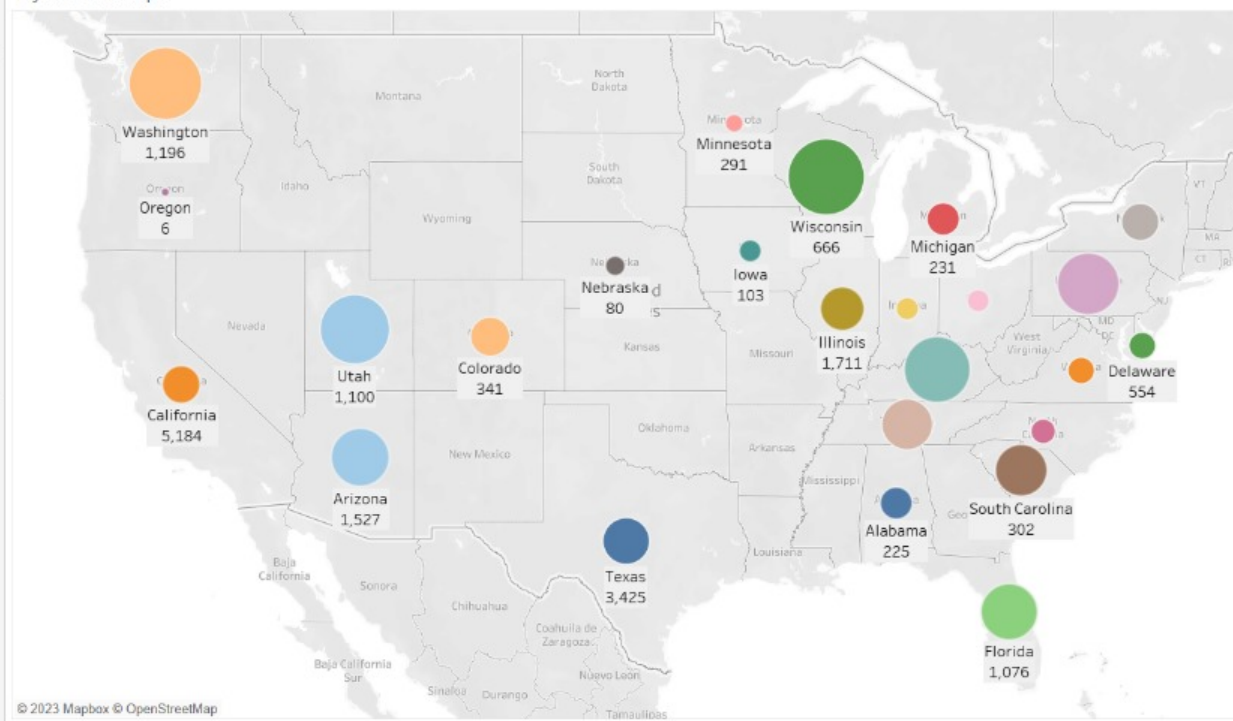 North
Dakota
Montana
Washington
1,196
Minnesota
291
South
Dakota
Oregon
6
Idaho
Wyoming
VT
Wisconsin
666
Michigan
231
MA
CT
Nebraska
80
Iowa
103
NJ
MD
DC
Nevada
Utah
1,100
Colorado
341
Kansas
Missouri
Illinois
1,711
West
Virginia
Delaware
554
California
5,184
Oklahoma
Arkansas
New Mexico
Arizona
1,527
Mississippi
Alabama
225
South Carolina
302
Louisiana
Texas
3,425
Baja
California
Sonora
Chihuahua
Coahuila de
Zaragoza
Florida
1,076
Baja California
Sur
Nuevo León
Sinaloa
Durango
Tamaulipas
© 2023 Mapbox © OpenStreetMap